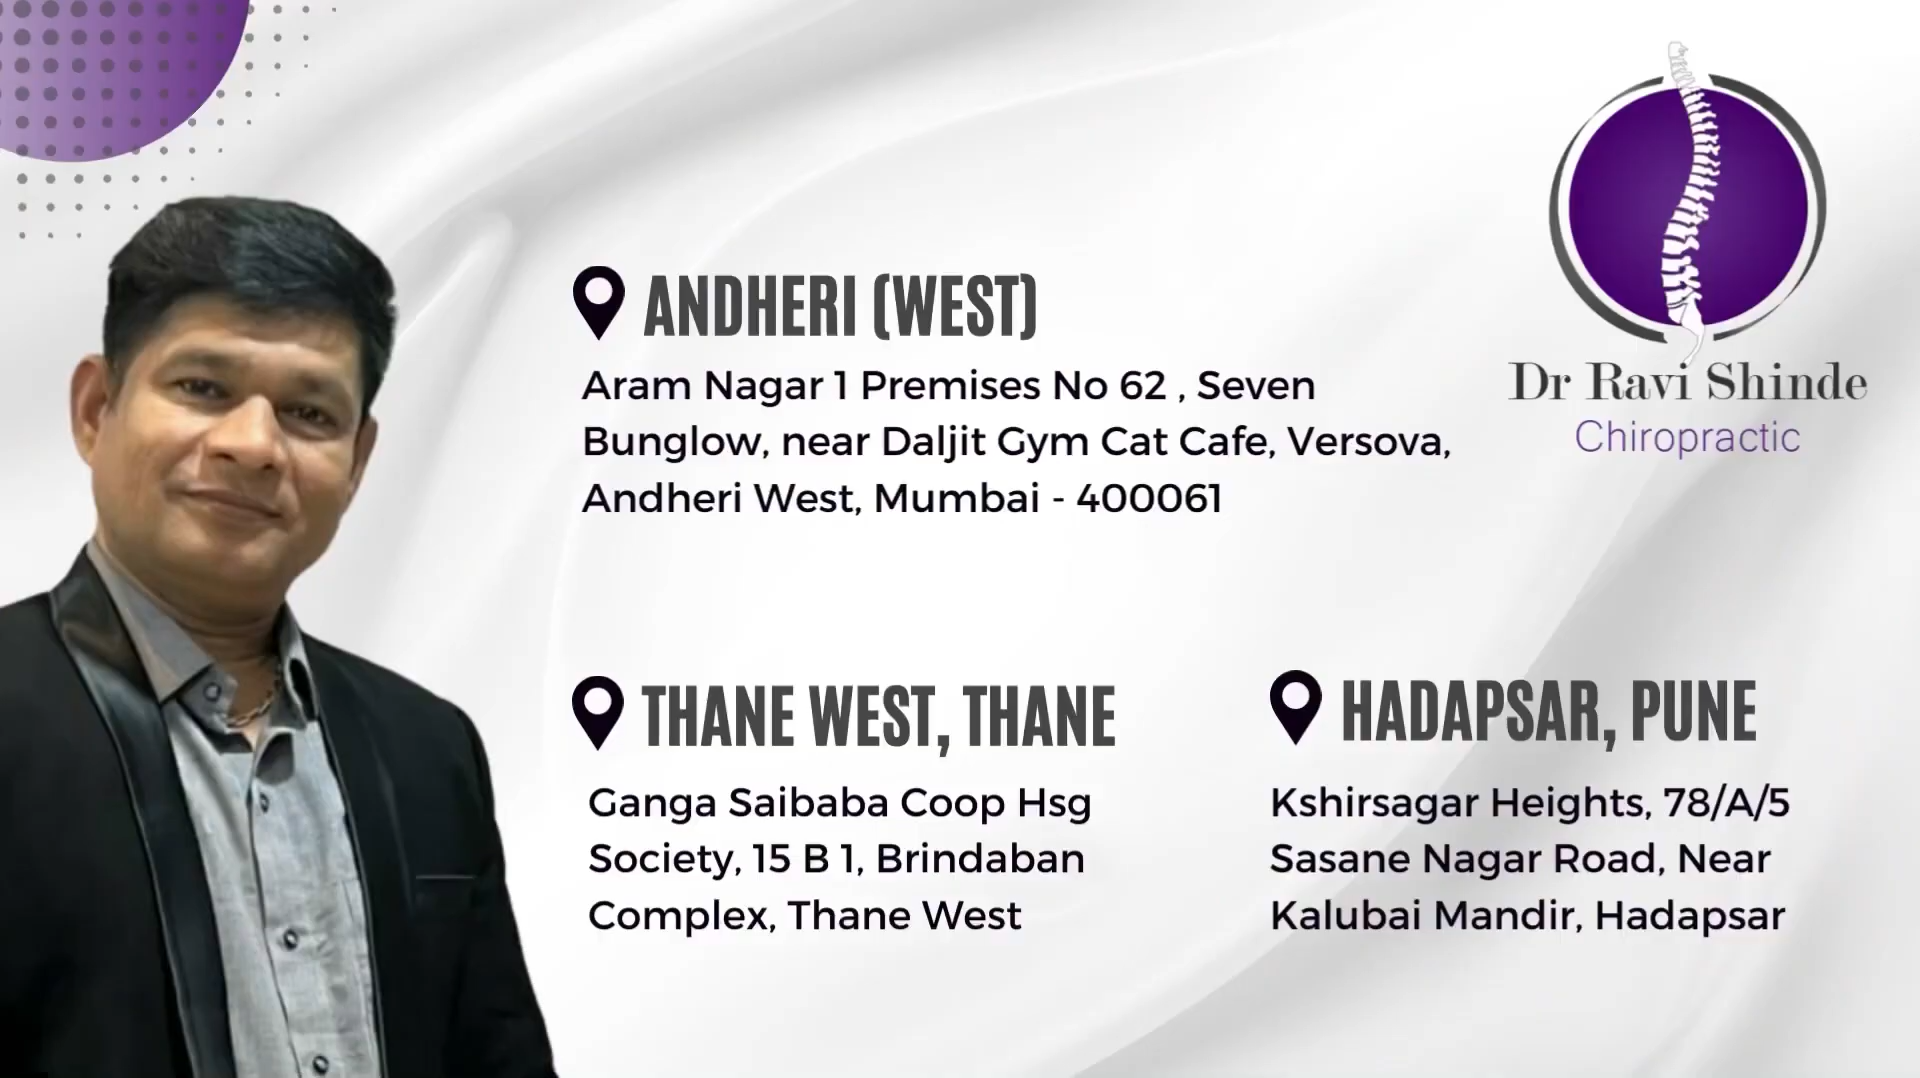 ANDHERI (WEST)
Aram Nagar 1 Premises No 62 , Seven
Bunglow, near Daljit Gym Cat Cafe, Versova,
Andheri West, Mumbai - 400061
Dr Ravi Shinde
Chiropractic
THANE WEST, THANE
Ganga Saibaba Coop Hsg
Society, 15 B 1, Brindaban
Complex, Thane West
HADAPSAR, PUNE
Kshirsagar Heights, 78/A/5
Sasane Nagar Road, Near
Kalubai Mandir, Hadapsar